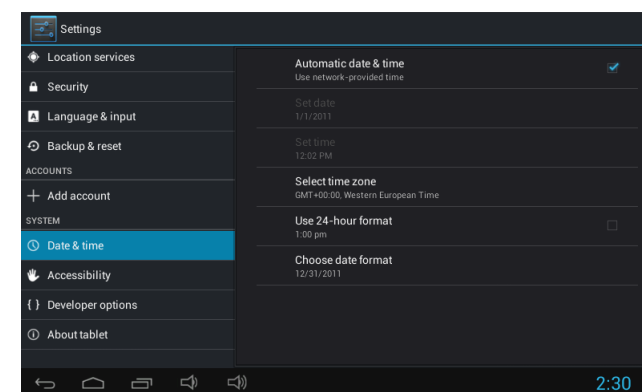 Settings
Location services
Security
Language & input
Backup & reset
ACCOUNTS
Add account
SYSTEM
Date & time
Accessibility
Developer options
About tablet
Automatic date & time
Use network-provided time
Set date
1/1/2011
Set time
12:02 PM
Select time zone
GMT+00:00, Western European Time
Use 24-hour format
1:00 pm
Choose date format
12/31/2011
2:30